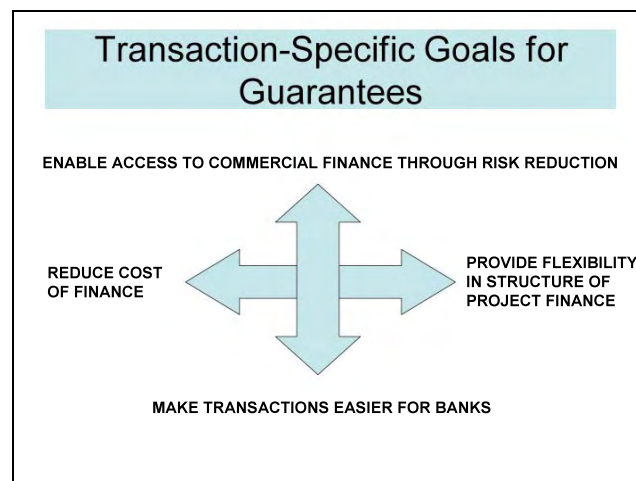 Transaction-Specific Goals for
Guarantees
ENABLE ACCESS TO COMMERCIAL FINANCE THROUGH RISK REDUCTION
REDUCE COST
OF FINANCE
PROVIDE FLEXIBILITY
IN STRUCTURE OF
PROJECT FINANCE
MAKE TRANSACTIONS EASIER FOR BANKS